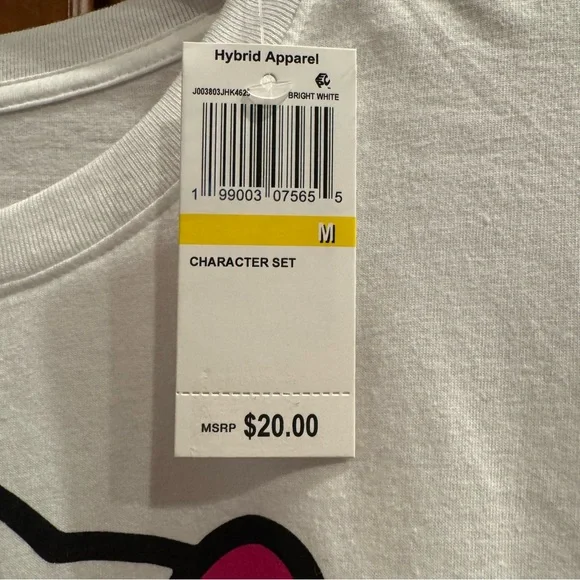 Hybrid Apparel
BRIGHT WHITE
1 99003 07565 5
M
CHARACTER SET
MSRP $20.00